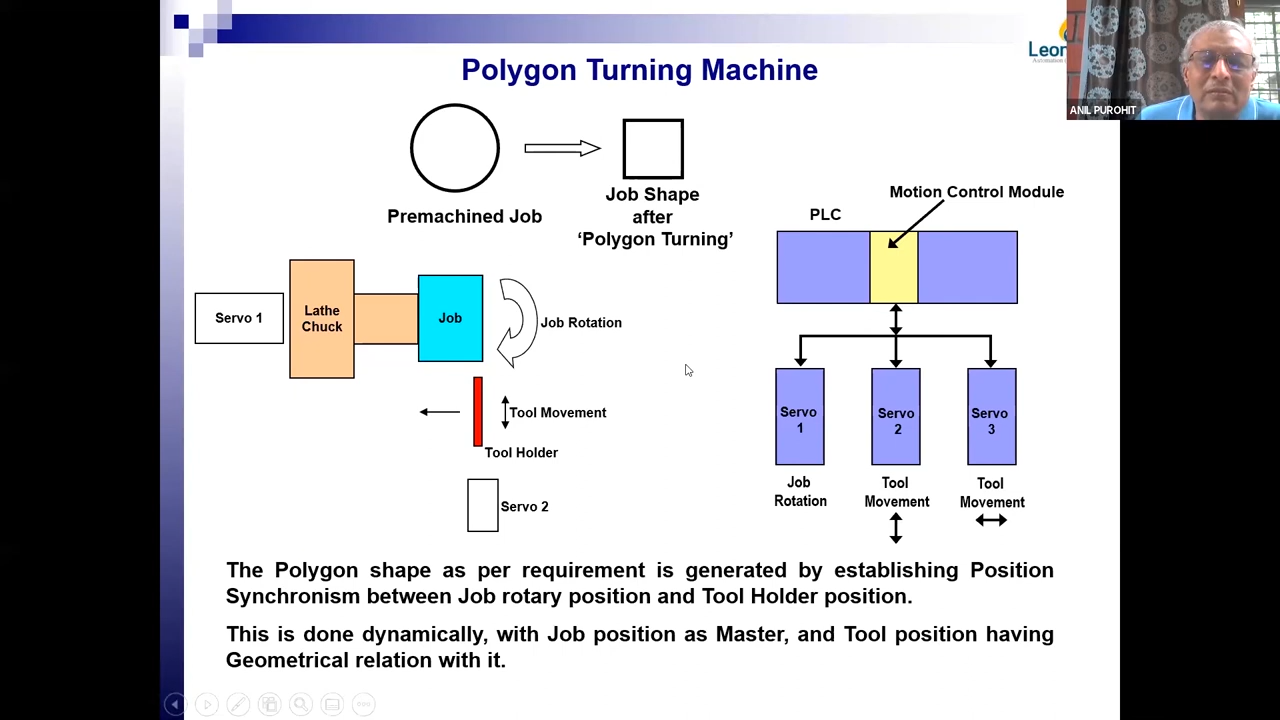 Polygon Turning Machine
Leon
ANIL PUROHIT
Premachined Job
Job Shape
after
‘Polygon Turning’
Motion Control Module
PLC
Servo 1
Lathe
Chuck
Job
Job Rotation
Tool Movement
Tool Holder
Servo 2
Servo
1
Servo
2
Servo
3
Job
Rotation
Tool
Movement
Tool
Movement
The Polygon shape as per requirement is generated by establishing Position
Synchronism between Job rotary position and Tool Holder position.
This is done dynamically, with Job position as Master, and Tool position having
Geometrical relation with it.